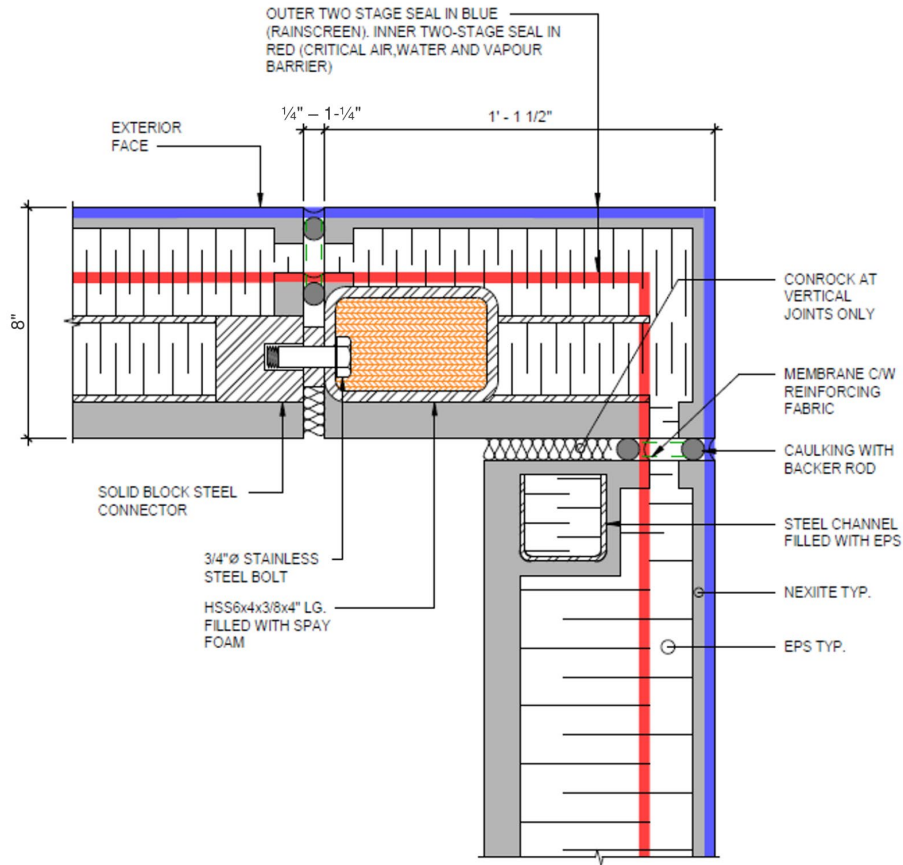 OUTER TWO STAGE SEAL IN BLUE
(RAINSCREEN). INNER TWO-STAGE SEAL IN
RED (CRITICAL AIR,WATER AND VAPOUR
BARRIER)
¼" – 1-¼"
1' - 1 1/2"
EXTERIOR
FACE
8"
CONROCK AT
VERTICAL
JOINTS ONLY
MEMBRANE C/W
REINFORCING
FABRIC
CAULKING WITH
BACKER ROD
SOLID BLOCK STEEL
CONNECTOR
STEEL CHANNEL
FILLED WITH EPS
3/4"Ø STAINLESS
STEEL BOLT
NEXIITE TYP.
HSS6x4x3/8x4" LG.
FILLED WITH SPAY
FOAM
EPS TYP.